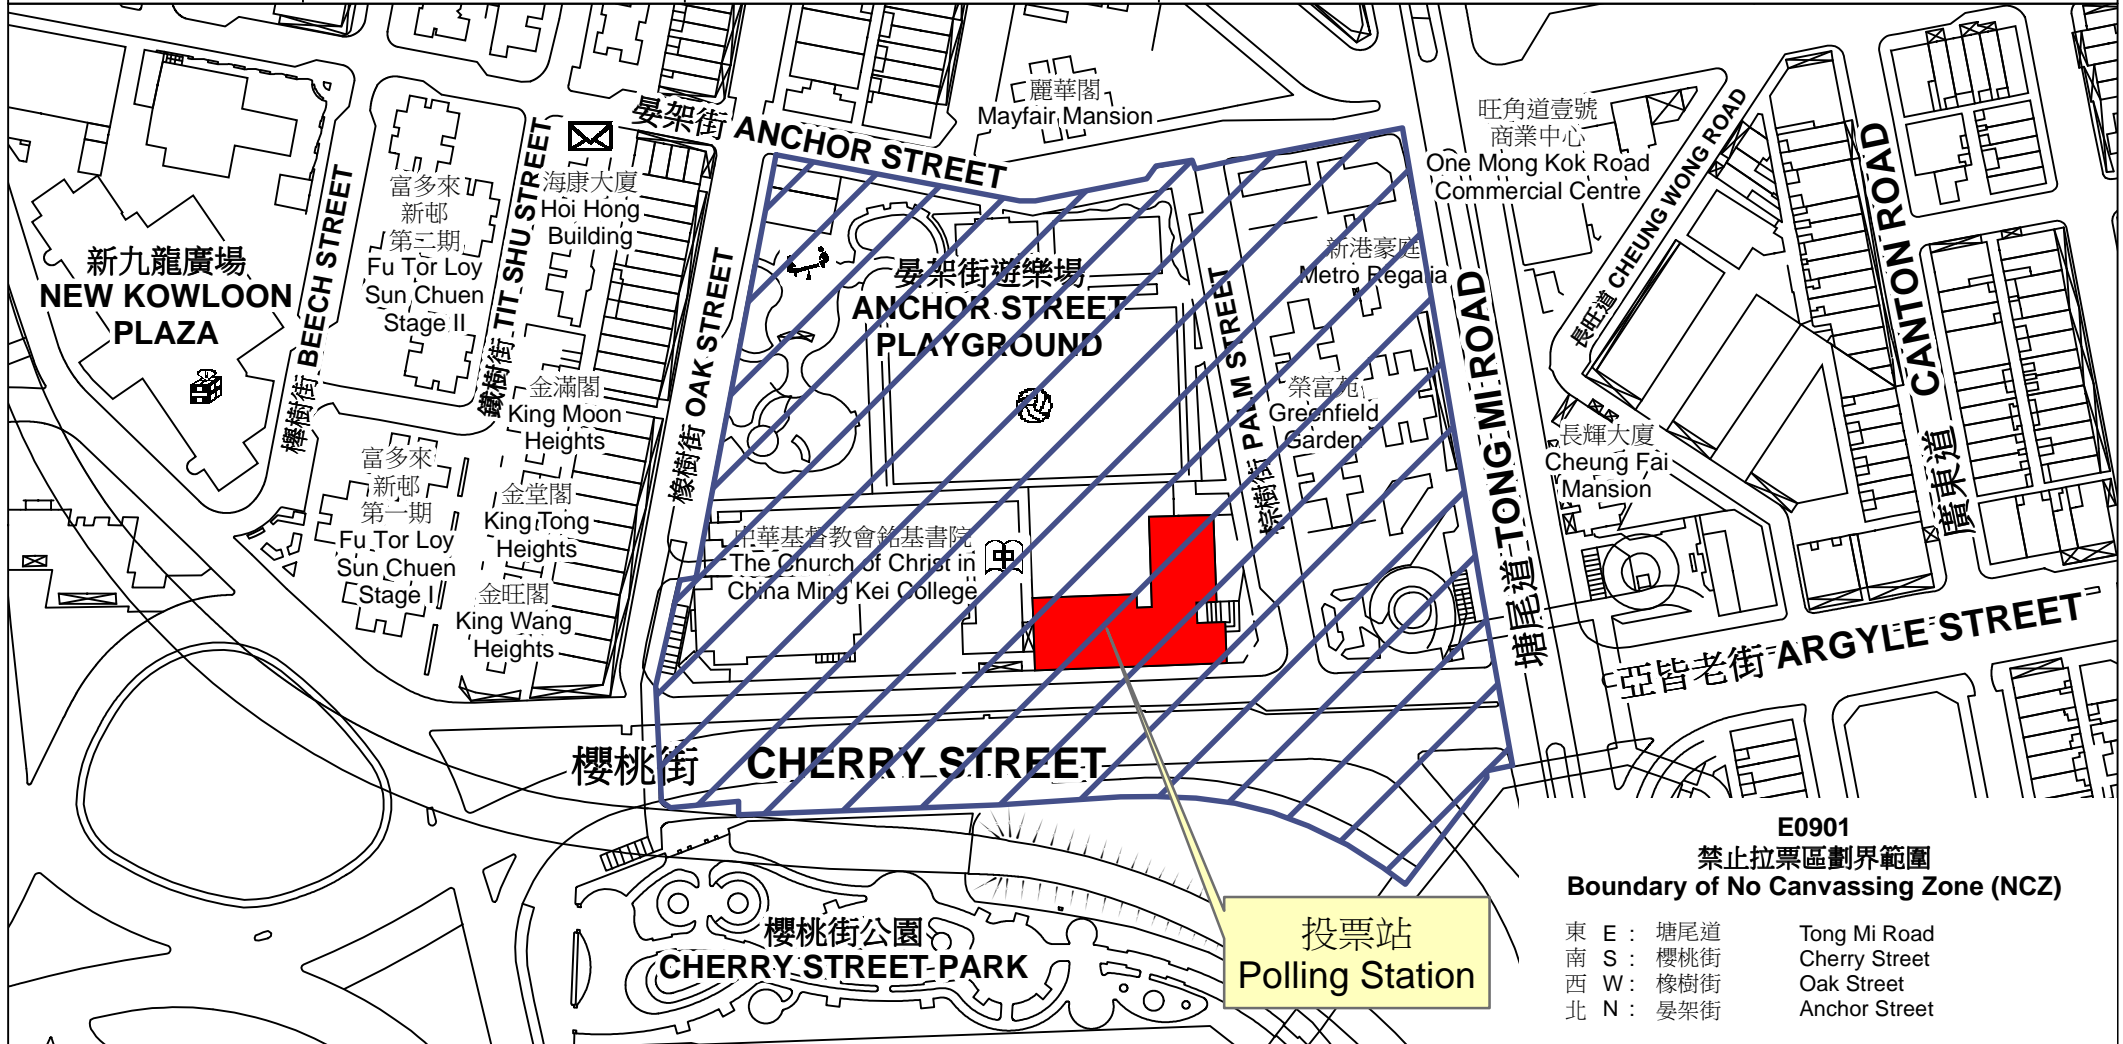 晏架街 ANCHOR STREET
麗華閣
Mayfair Mansion
旺角道壹號
商業中心
One Mong Kok Road
Commercial Centre
長旺道 CHEUNG WONG ROAD
廣東道 CANTON ROAD
新九龍廣場
NEW KOWLOON
PLAZA
櫸樹街 BEECH STREET
富多來
新邨
第二期
Fu Tor Loy
Sun Chuen
Stage II
鐵樹街 TIT SHU STREET
海康大廈
Hoi Hong
Building
橡樹街 OAK STREET
晏架街遊樂場
ANCHOR STREET
PLAYGROUND
棕樹街 PALM STREET
新港豪庭
Metro Regalia
塘尾道 TONG MI ROAD
金滿閣
King Moon
Heights
榮富苑
Greenfield
Garden
長輝大廈
Cheung Fai
Mansion
富多來
新邨
第一期
Fu Tor Loy
Sun Chuen
Stage I
金堂閣
King Tong
Heights
金旺閣
King Wang
Heights
中華基督教會銘基書院
The Church of Christ in
China Ming Kei College
中
亞皆老街 ARGYLE STREET
櫻桃街 CHERRY STREET
櫻桃街公園
CHERRY STREET PARK
投票站
Polling Station
E0901
禁止拉票區劃界範圍
Boundary of No Canvassing Zone (NCZ)
東 E : 塘尾道 Tong Mi Road
南 S : 櫻桃街 Cherry Street
西 W : 橡樹街 Oak Street
北 N : 晏架街 Anchor Street